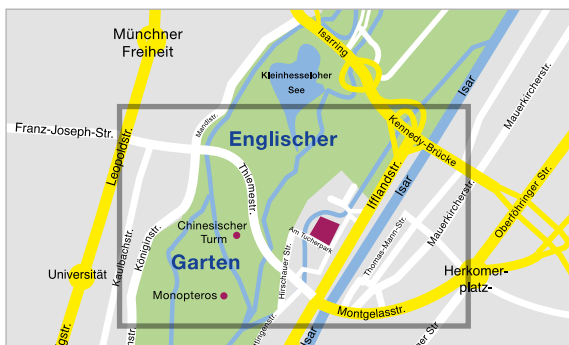 Münchner
Freiheit
Isarring
Kleinhesseloher
See
Isar
Mauerkircherstr.
Franz-Joseph-Str.
Leopoldstr.
Mandlstr.
Englischer
Kennedy-Brücke
Ifflandstr.
Isar
Thiemestr.
Mauerkircherstr.
Oberföhringer Str.
Kaulbachstr.
Königinstr.
Chinesischer
Turm
Am Tucherpark
Thomas-Mann-Str.
Garten
Hirschauer Str.
Universität
Herkomer-
platz-
Monopteros
Montgelasstr.
Isar